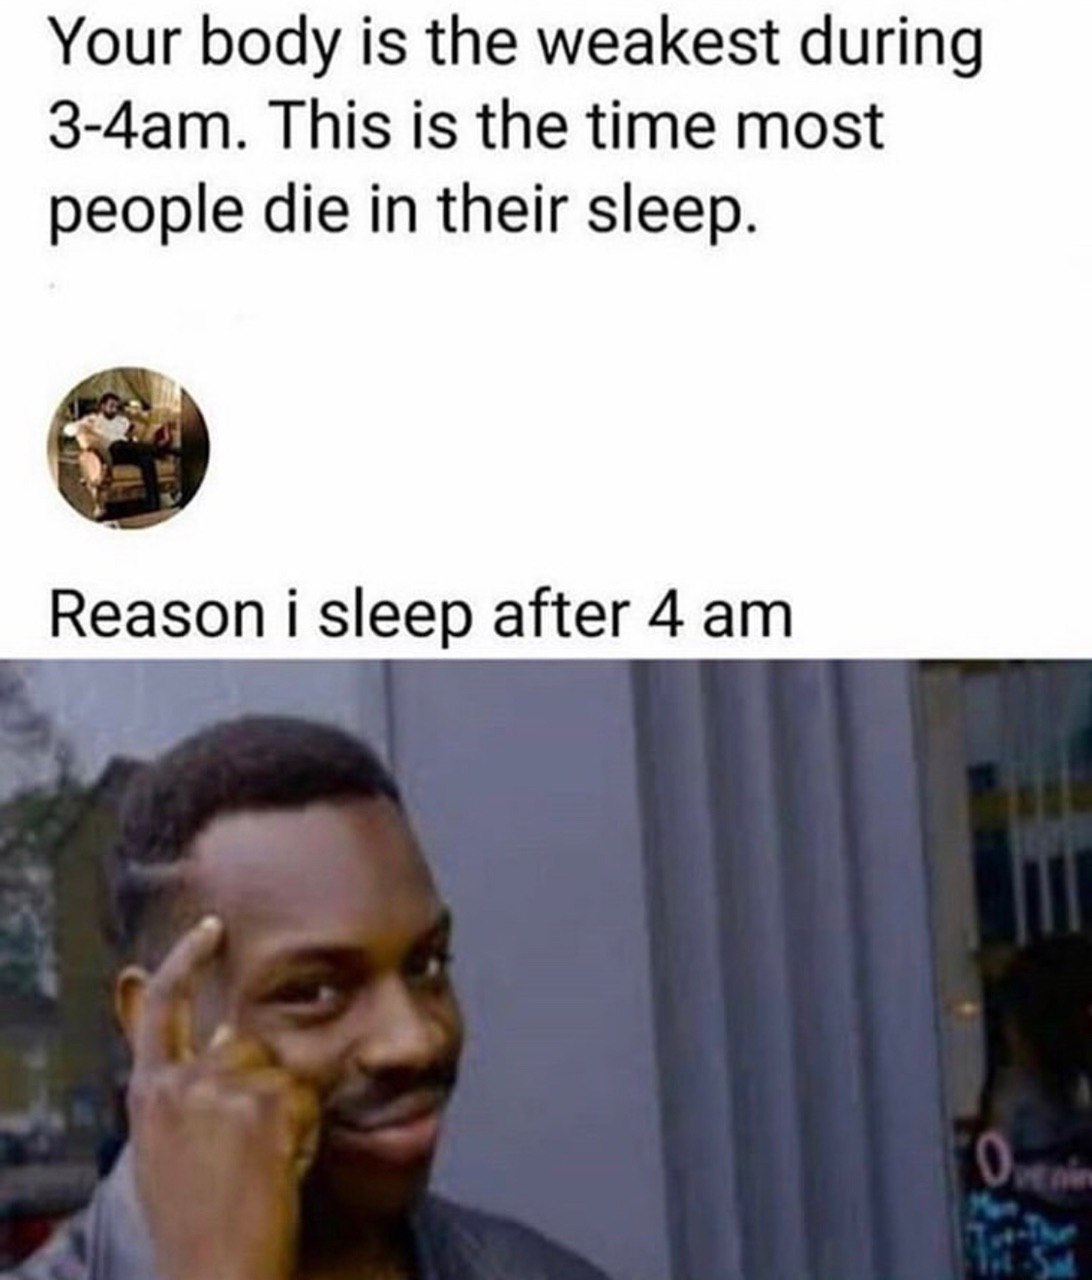 Your body is the weakest during
3-4am. This is the time most
people die in their sleep.
Reason i sleep after 4 am